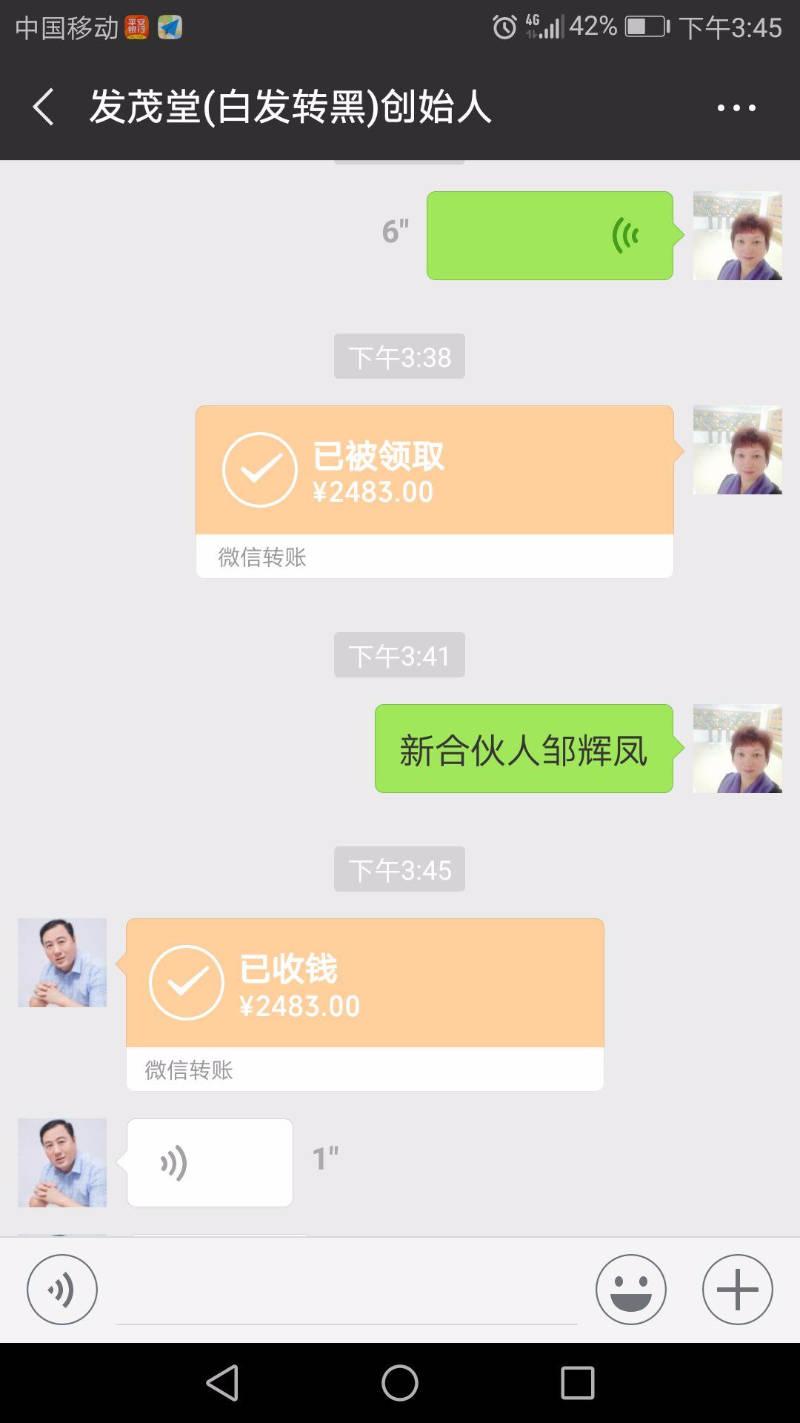 中国移动 4G 42% 下午3:45
发茂堂(白发转黑)创始人
6"
下午3:38
已被领取
¥2483.00
微信转账
下午3:41
新合伙人邹辉凤
下午3:45
已收钱
¥2483.00
微信转账
1"